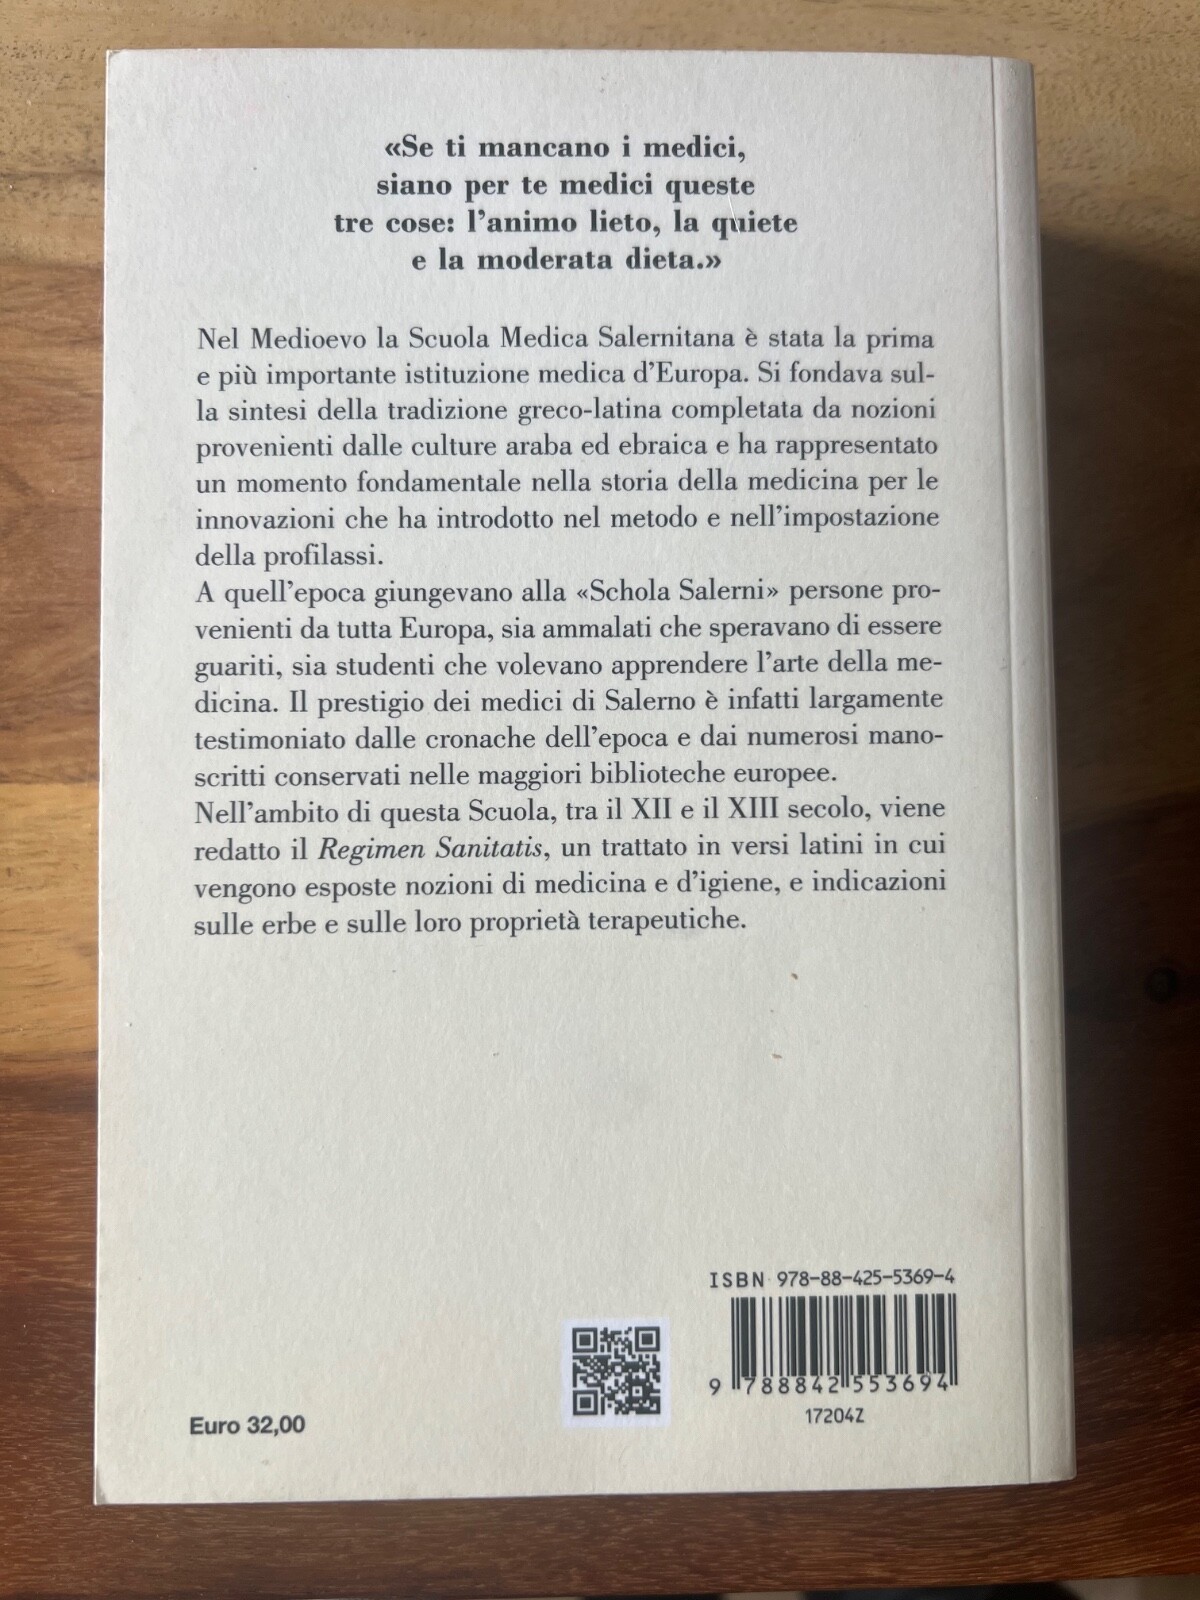 «Se ti mancano i medici,
siano per te medici queste
tre cose: l’animo lieto, la quiete
e la moderata dieta.»
Nel Medioevo la Scuola Medica Salernitana è stata la prima
e più importante istituzione medica d’Europa. Si fondava sul-
la sintesi della tradizione greco-latina completata da nozioni
provenienti dalle culture araba ed ebraica e ha rappresentato
un momento fondamentale nella storia della medicina per le
innovazioni che ha introdotto nel metodo e nell’impostazione
della profilassi.
A quell’epoca giungevano alla «Schola Salerni» persone pro-
venienti da tutta Europa, sia ammalati che speravano di essere
guariti, sia studenti che volevano apprendere l’arte della me-
dicina. Il prestigio dei medici di Salerno è infatti largamente
testimoniato dalle cronache dell’epoca e dai numerosi mano-
scritti conservati nelle maggiori biblioteche europee.
Nell’ambito di questa Scuola, tra il XII e il XIII secolo, viene
redatto il Regimen Sanitatis, un trattato in versi latini in cui
vengono esposte nozioni di medicina e d’igiene, e indicazioni
sulle erbe e sulle loro proprietà terapeutiche.
ISBN 978-88-425-5369-4
9 788842 553694
17204Z
Euro 32,00